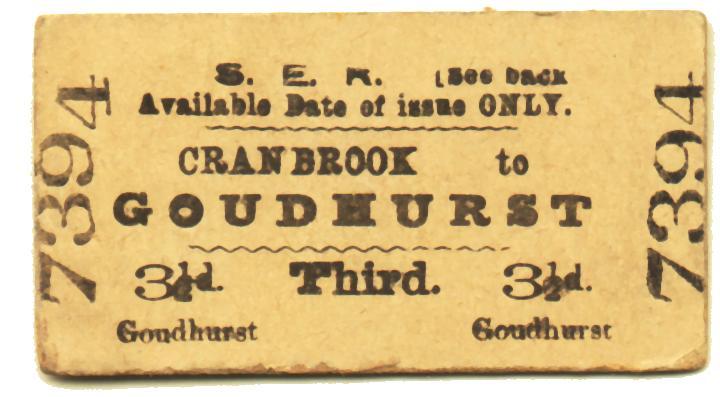 S. E. R. (See back
Available Date of issue ONLY.
CRANBROOK to
GOUDHURST
3½d. Third. 3½d.
Goudhurst Goudhurst
7394
7394